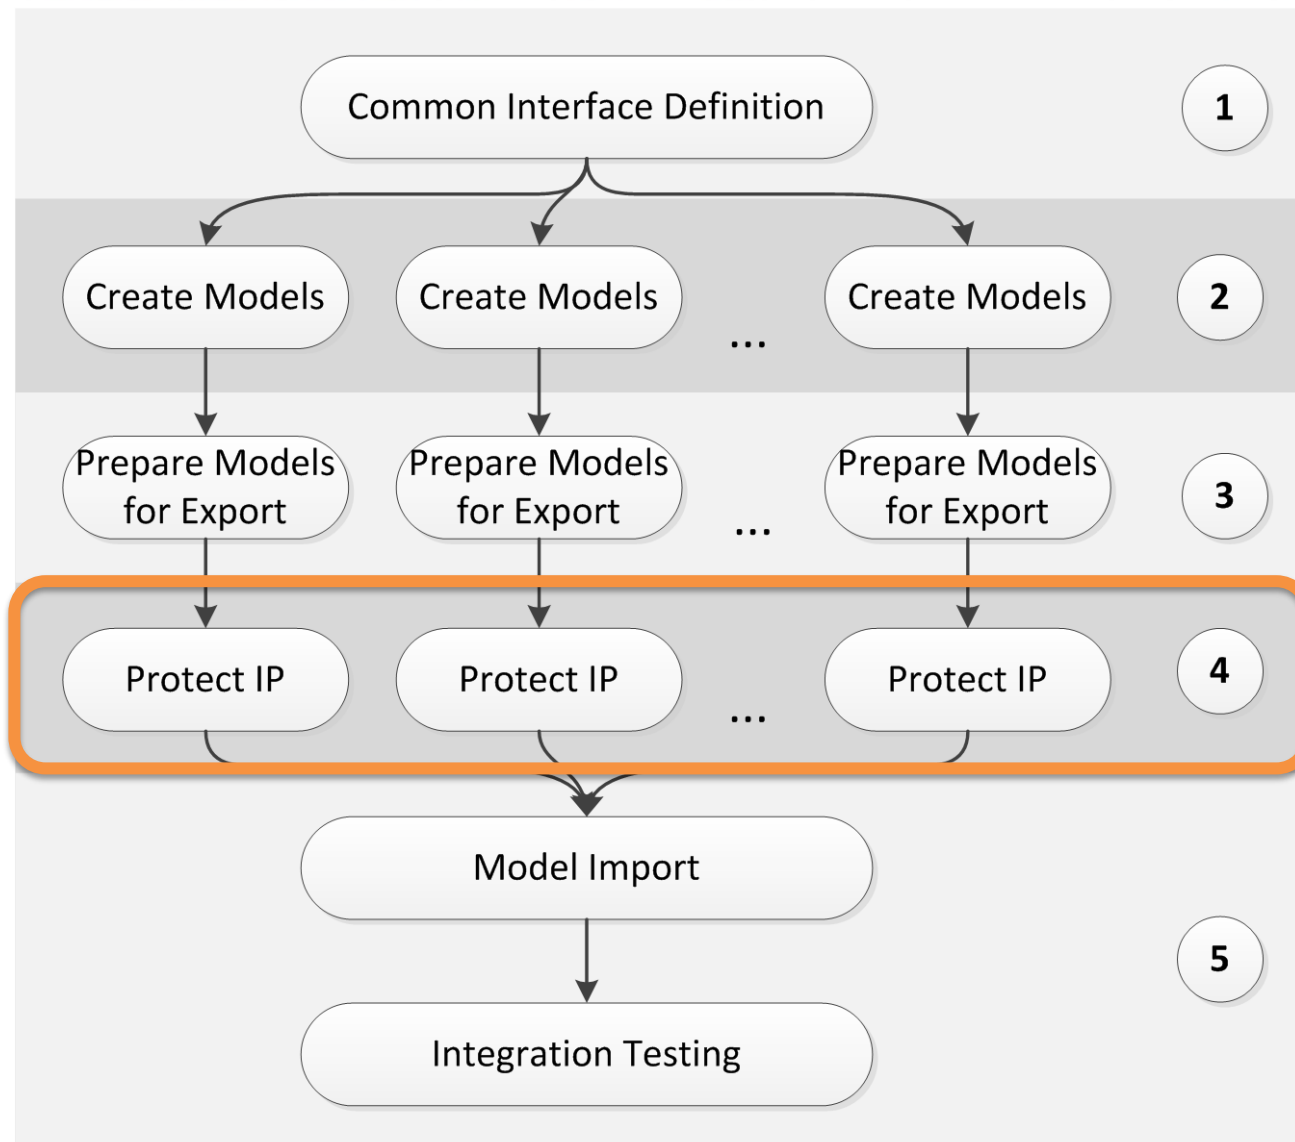 Common Interface Definition
1
Create Models
Create Models
...
Create Models
2
Prepare Models
for Export
Prepare Models
for Export
...
Prepare Models
for Export
3
Protect IP
Protect IP
...
Protect IP
4
Model Import
5
Integration Testing